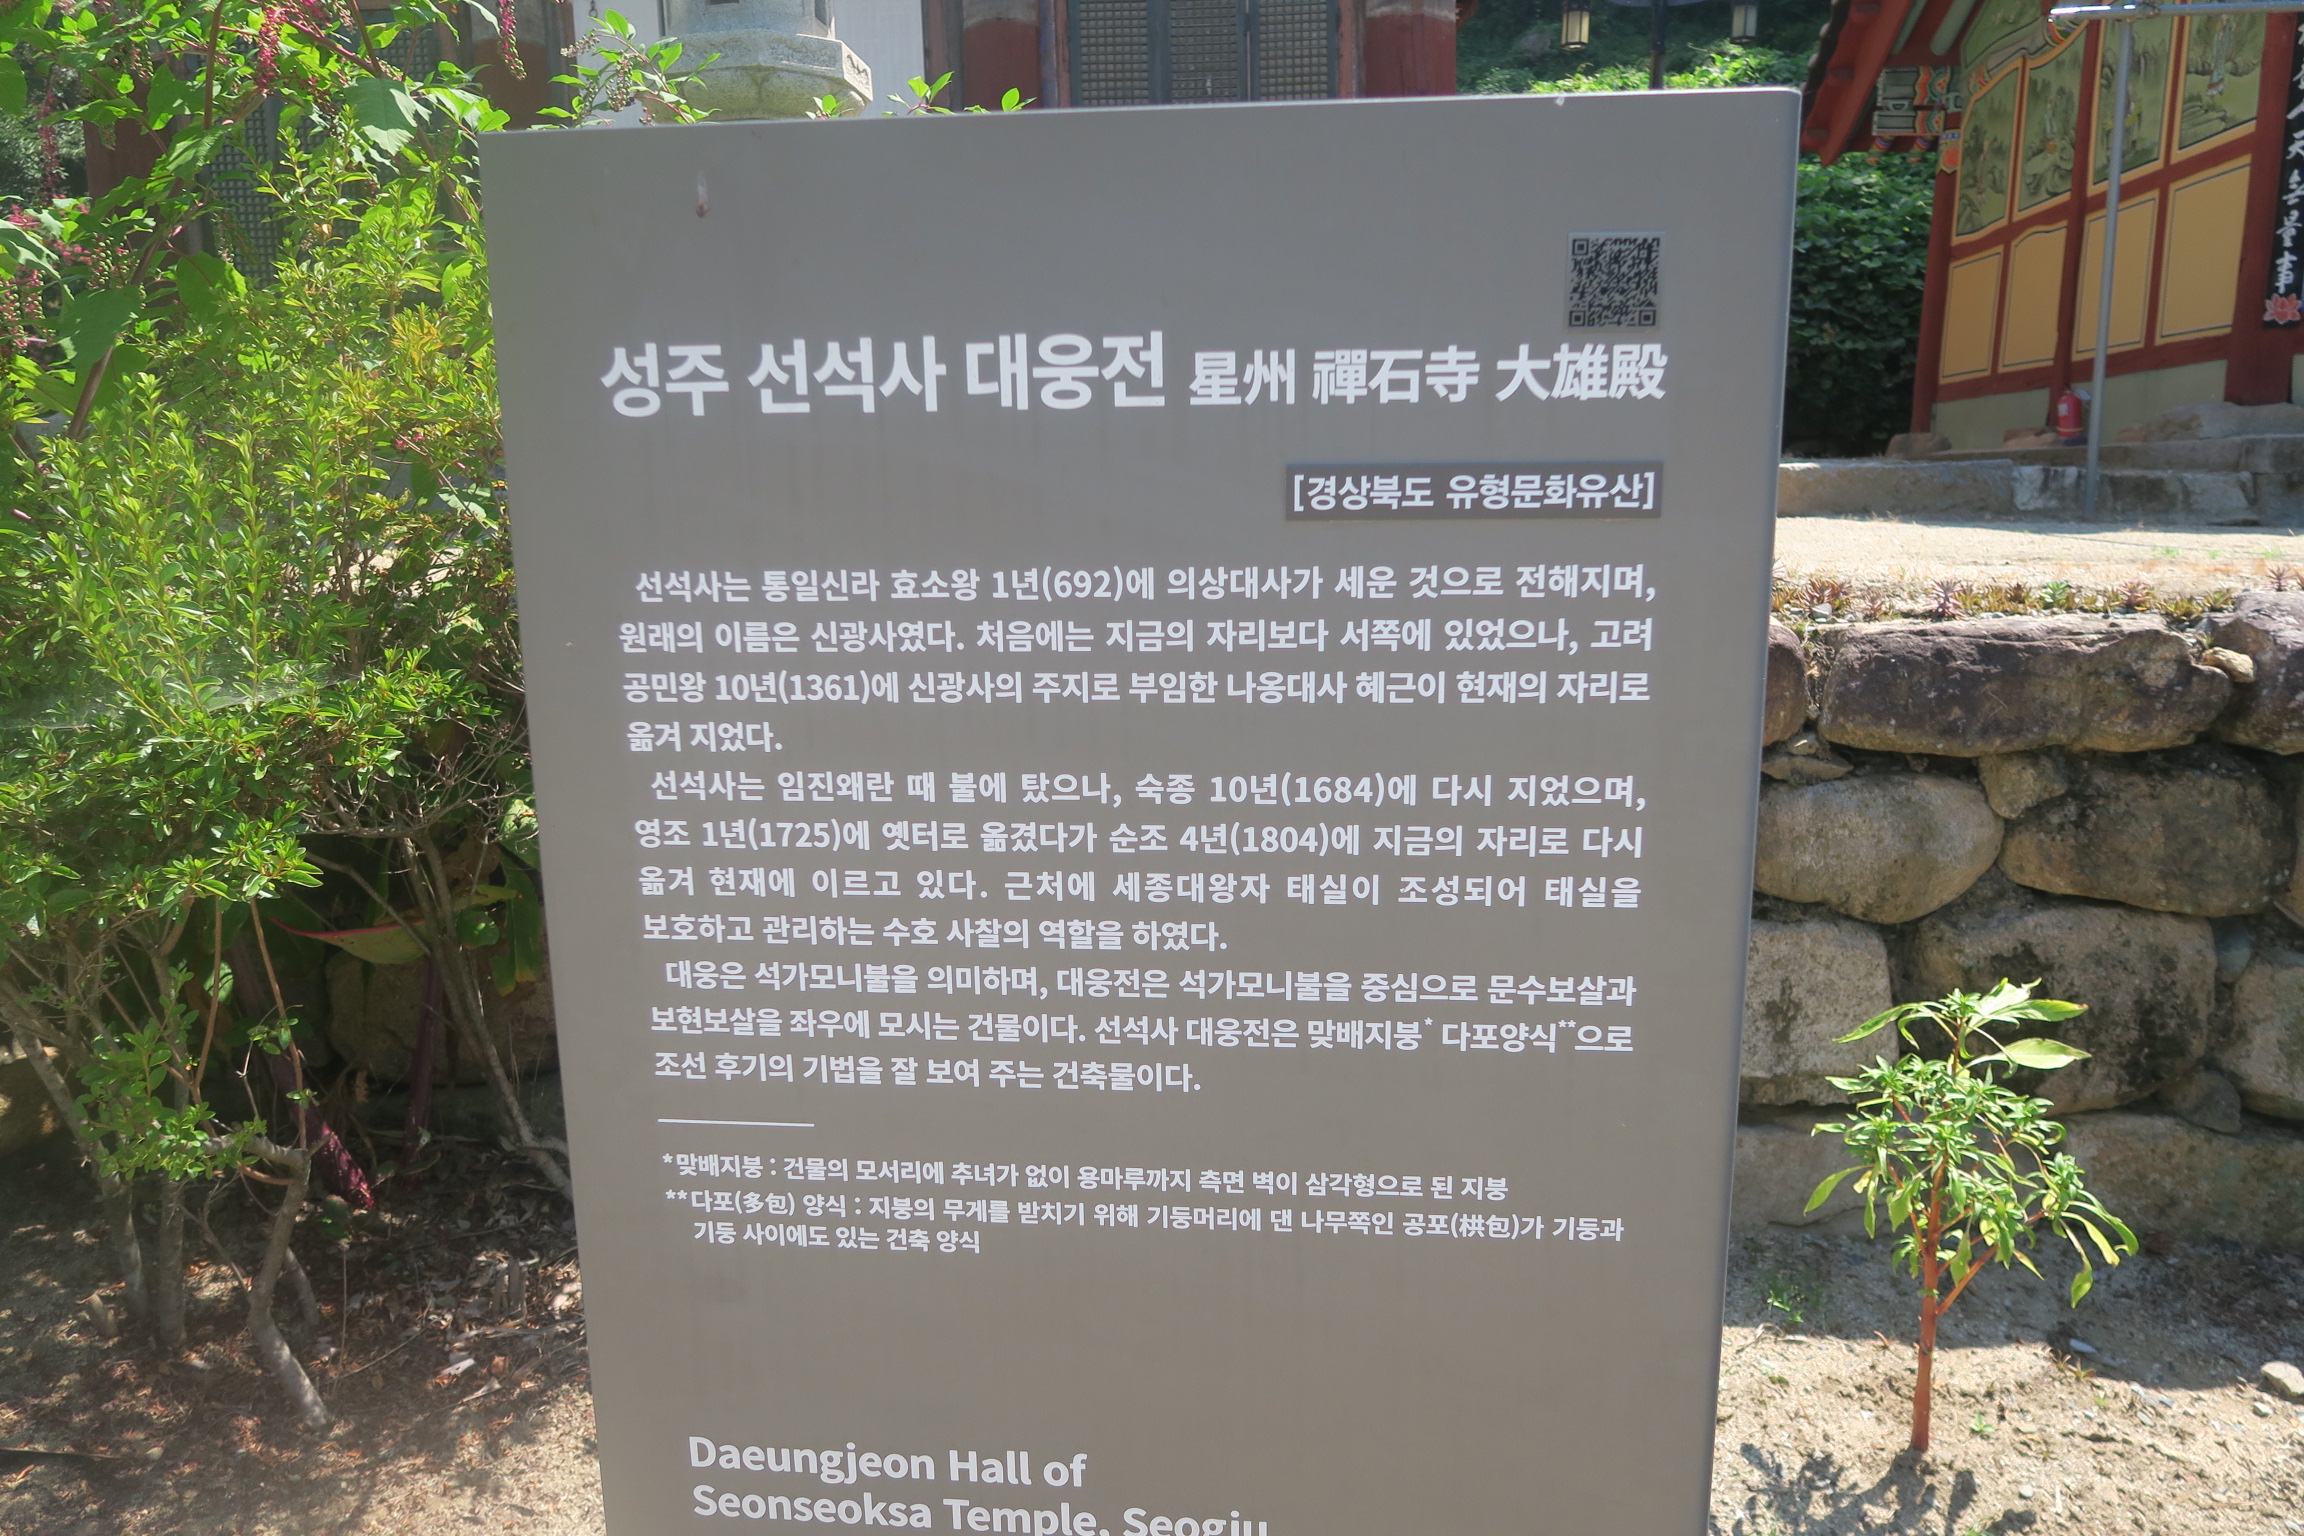 성주 선석사 대웅전 星州 禪石寺 大雄殿
[경상북도 유형문화유산]
선석사는 통일신라 효소왕 1년(692)에 의상대사가 세운 것으로 전해지며,
원래의 이름은 신광사였다. 처음에는 지금의 자리보다 서쪽에 있었으나, 고려
공민왕 10년(1361)에 신광사의 주지로 부임한 나옹대사 혜근이 현재의 자리로
옮겨 지었다.
선석사는 임진왜란 때 불에 탔으나, 숙종 10년(1684)에 다시 지었으며,
영조 1년(1725)에 옛터로 옮겼다가 순조 4년(1804)에 지금의 자리로 다시
옮겨 현재에 이르고 있다. 근처에 세종대왕자 태실이 조성되어 태실을
보호하고 관리하는 수호 사찰의 역할을 하였다.
대웅은 석가모니불을 의미하며, 대웅전은 석가모니불을 중심으로 문수보살과
보현보살을 좌우에 모시는 건물이다. 선석사 대웅전은 맞배지붕* 다포양식**으로
조선 후기의 기법을 잘 보여 주는 건축물이다.
*맞배지붕 : 건물의 모서리에 추녀가 없이 용마루까지 측면 벽이 삼각형으로 된 지붕
**다포(多包) 양식 : 지붕의 무게를 받치기 위해 기둥머리에 댄 나무쪽인 공포(栱包)가 기둥과
기둥 사이에도 있는 건축 양식
Daeungjeon Hall of
Seonseoksa Temple, Seogju
天無量事